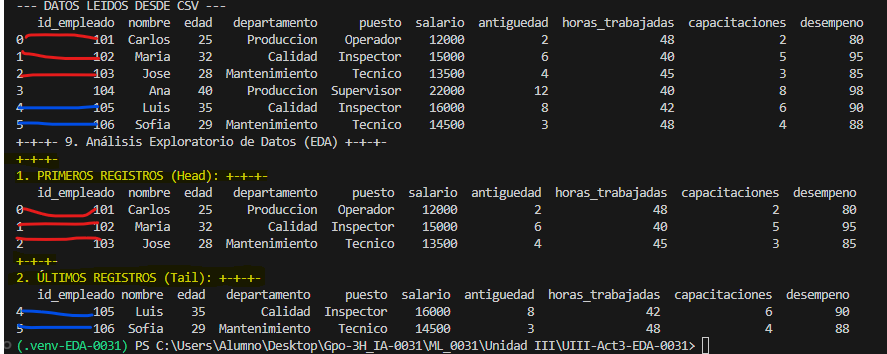 --- DATOS LEIDOS DESDE CSV ---
id_empleado nombre edad departamento puesto salario antiguedad horas_trabajadas capacitaciones desempeno
0 101 Carlos 25 Produccion Operador 12000 2 48 2 80
1 102 Maria 32 Calidad Inspector 15000 6 40 5 95
2 103 Jose 28 Mantenimiento Tecnico 13500 4 45 3 85
3 104 Ana 40 Produccion Supervisor 22000 12 40 8 98
4 105 Luis 35 Calidad Inspector 16000 8 42 6 90
5 106 Sofia 29 Mantenimiento Tecnico 14500 3 48 4 88
+-+-+- 9. Análisis Exploratorio de Datos (EDA) +-+-+-
+-+-+-
1. PRIMEROS REGISTROS (Head): +-+-+-
id_empleado nombre edad departamento puesto salario antiguedad horas_trabajadas capacitaciones desempeno
0 101 Carlos 25 Produccion Operador 12000 2 48 2 80
1 102 Maria 32 Calidad Inspector 15000 6 40 5 95
2 103 Jose 28 Mantenimiento Tecnico 13500 4 45 3 85
+-+-+-
2. ÚLTIMOS REGISTROS (Tail): +-+-+-
id_empleado nombre edad departamento puesto salario antiguedad horas_trabajadas capacitaciones desempeno
4 105 Luis 35 Calidad Inspector 16000 8 42 6 90
5 106 Sofia 29 Mantenimiento Tecnico 14500 3 48 4 88
(.venv-EDA-0031) PS C:\Users\Alumno\Desktop\Gpo-3H_IA-0031\ML_0031\Unidad III\UIII-Act3-EDA-0031>